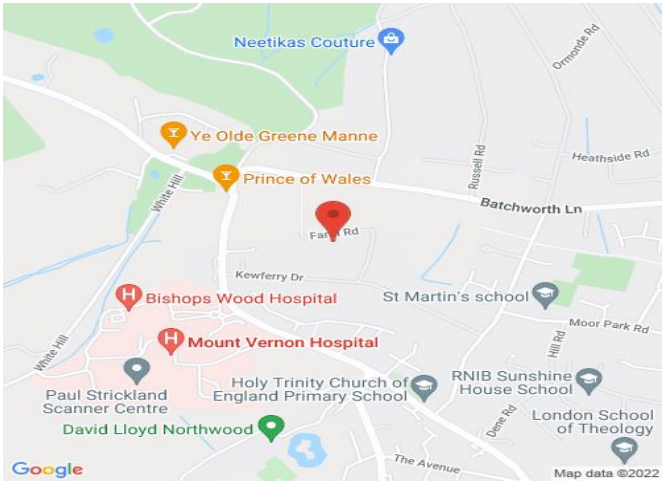 Neetikas Couture
Ormonde Rd
Ye Olde Greene Manne
Heathside Rd
Russell Rd
White Hill
Prince of Wales
Batchworth Ln
Rd
Kewferry Dr
Bishops Wood Hospital
St Martin's school
Moor Park Rd
White Hill
Mount Vernon Hospital
Hill Rd
Paul Strickland
Scanner Centre
Holy Trinity Church of
England Primary School
RNIB Sunshine
House School
Dene Rd
London School
of Theology
David Lloyd Northwood
The Avenue
Google
Map data ©2022